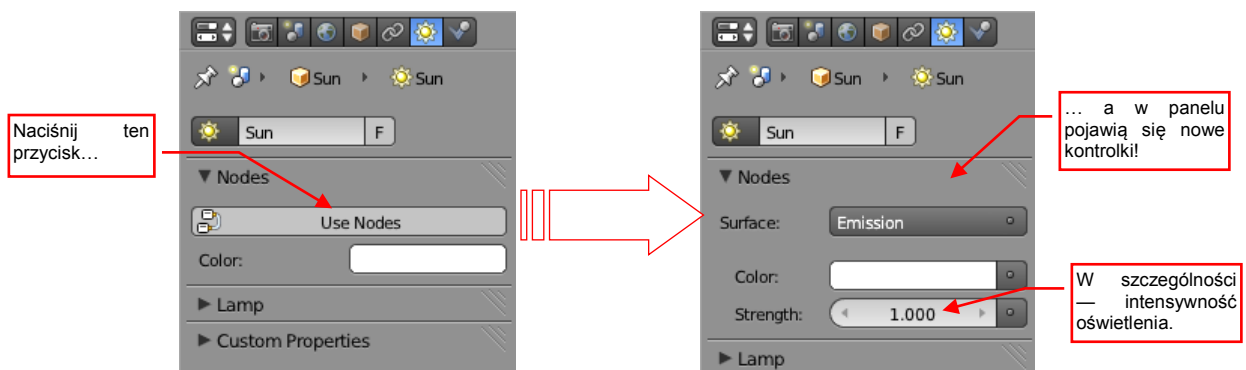 Naciśnij ten
przycisk…
Sun
Sun
Sun
F
Nodes
Use Nodes
Color:
Lamp
Custom Properties
Sun
Sun
Sun
F
Nodes
Surface:
Emission
Color:
Strength:
1.000
Lamp
… a w panelu
pojawią się nowe
kontrolki!
W szczególności
— intensywność
oświetlenia.